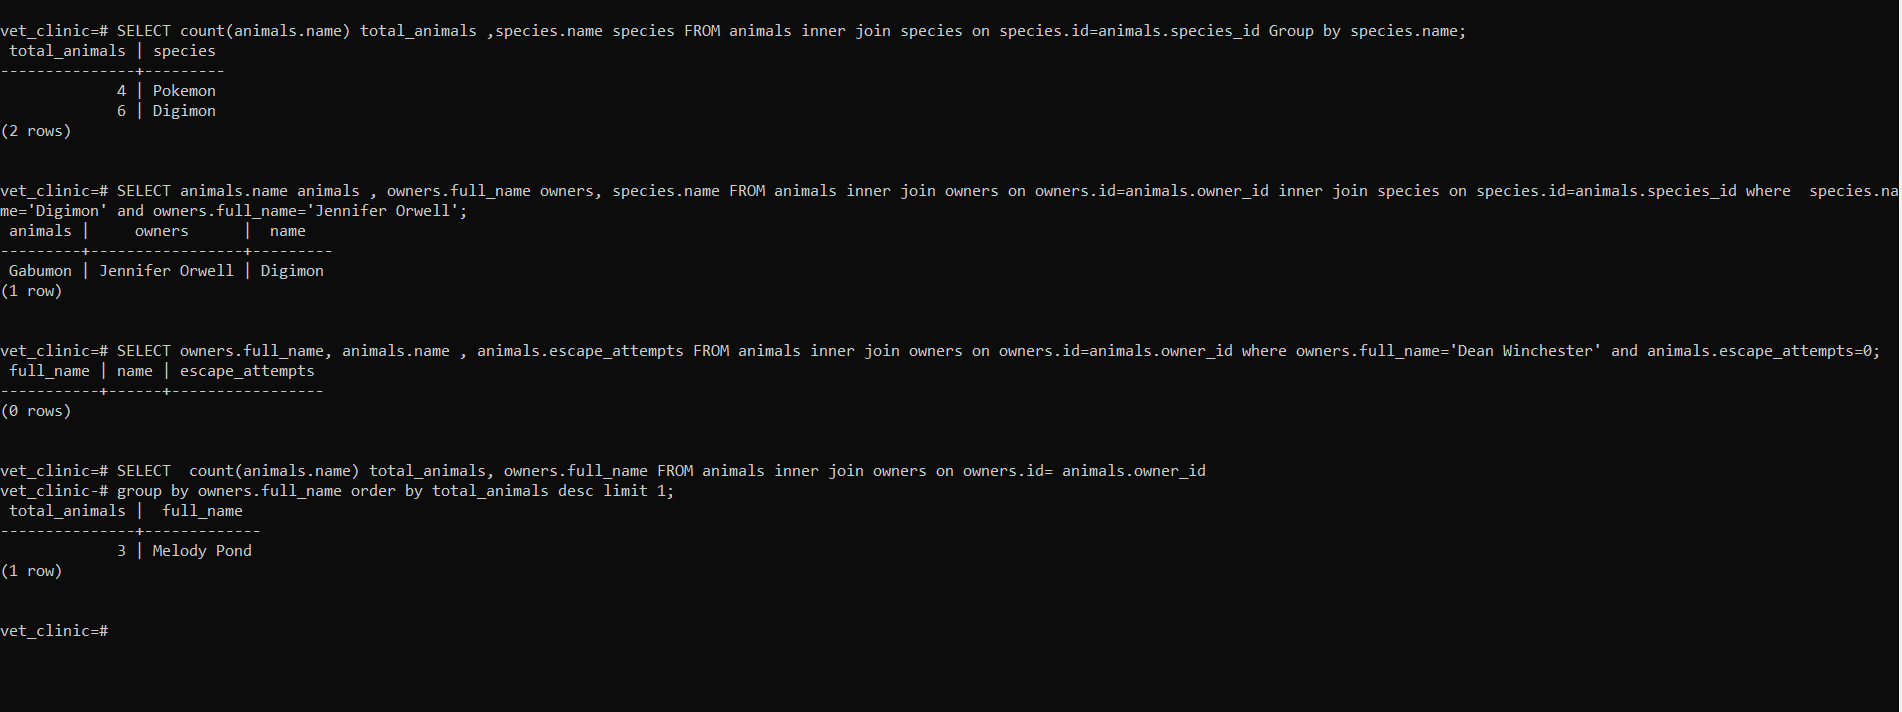 vet_clinic=# SELECT count(animals.name) total_animals ,species.name species FROM animals inner join species on species.id=animals.species_id Group by species.name;
 total_animals | species
---------------+---------
             4 | Pokemon
             6 | Digimon
(2 rows)
vet_clinic=# SELECT animals.name animals , owners.full_name owners, species.name FROM animals inner join owners on owners.id=animals.owner_id inner join species on species.id=animals.species_id where  species.na
me='Digimon' and owners.full_name='Jennifer Orwell';
 animals |     owners      |  name
---------+-----------------+---------
 Gabumon | Jennifer Orwell | Digimon
(1 row)
vet_clinic=# SELECT owners.full_name, animals.name , animals.escape_attempts FROM animals inner join owners on owners.id=animals.owner_id where owners.full_name='Dean Winchester' and animals.escape_attempts=0;
 full_name | name | escape_attempts
-----------+------+-----------------
(0 rows)
vet_clinic=# SELECT  count(animals.name) total_animals, owners.full_name FROM animals inner join owners on owners.id= animals.owner_id
vet_clinic-# group by owners.full_name order by total_animals desc limit 1;
 total_animals |  full_name
---------------+-------------
             3 | Melody Pond
(1 row)
vet_clinic=#